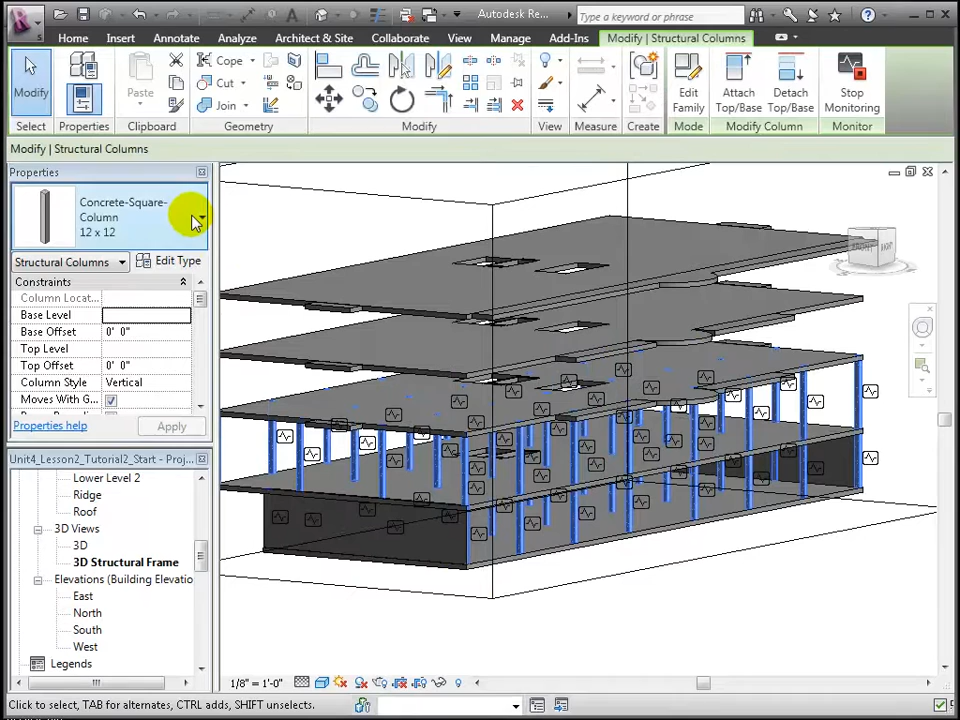 Autodesk Re...
Type a keyword or phrase
Home Insert Annotate Analyze Architect & Site Collaborate View Manage Add-Ins Modify | Structural Columns
Modify
Paste
Cope
Cut
Join
Edit
Family
Attach
Top/Base
Detach
Top/Base
Stop
Monitoring
Select Properties Clipboard Geometry Modify View Measure Create Mode Modify Column Monitor
Modify | Structural Columns
Properties
Concrete-Square-
Column
12 x 12
Structural Columns Edit Type
Constraints
Column Locat...
Base Level
Base Offset 0' 0"
Top Level
Top Offset 0' 0"
Column Style Vertical
Moves With G...
Properties help Apply
Unit4_Lesson2_Tutorial2_Start - Proj...
Lower Level 2
Ridge
Roof
3D Views
3D
3D Structural Frame
Elevations (Building Elevatio
East
North
South
West
Legends
FRONT
1/8" = 1'-0"
Click to select, TAB for alternates, CTRL adds, SHIFT unselects.